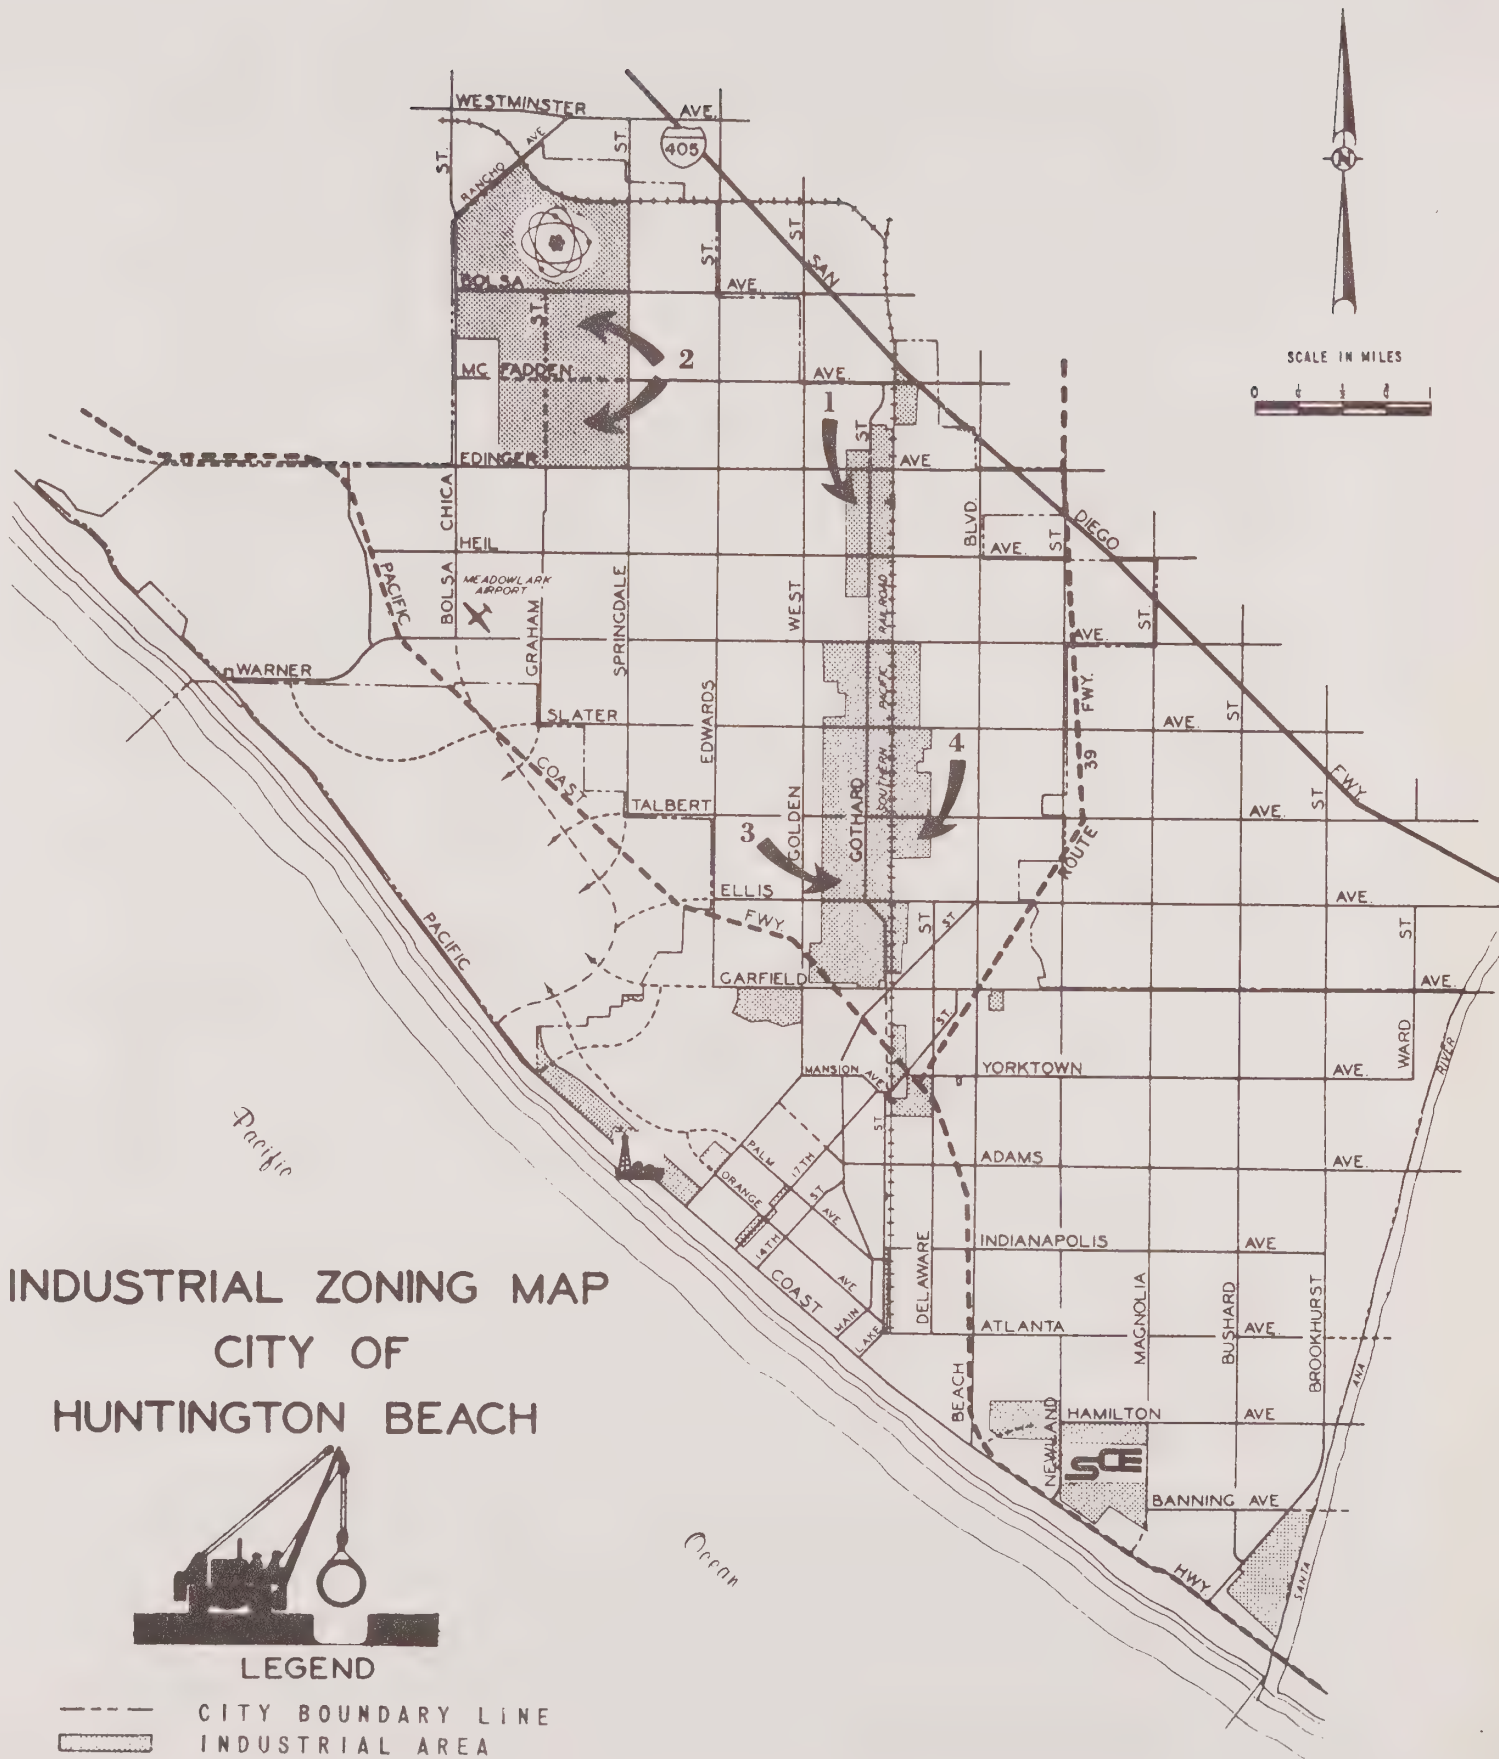 WESTMINSTER AVE.
ST.
RANCHO AVE
ST.
405
N
ST.
ST.
SAN
BOLSA AVE.
ST.
2
SCALE IN MILES
0 1
MC FADDEN AVE.
1
ST
EDINGER AVE
BOLSA CHICA
BLVD.
DIEGO
ST
HEIL AVE.
PACIFIC
MEADOWLARK
AIRPORT
GRAHAM
SPRINGDALE
WEST
RAILROAD
ST.
AVE.
WARNER
PACIFIC
FWY.
EDWARDS
SLATER AVE.
ST
4
COAST
SOUTHERN
39
FWY.
ST
TALBERT AVE.
GOLDEN
GOTHARD
3
ROUTE
ELLIS AVE.
FWY.
ST
ST
ST
PACIFIC
GARFIELD AVE.
ST.
WARD
RIVER
MANSION AVE
YORKTOWN AVE.
ST
Pacific
PALM
17TH
ADAMS AVE.
ORANGE
ST
AVE
14TH
INDIANAPOLIS AVE
DELAWARE
INDUSTRIAL ZONING MAP
COAST
AVE
MAIN
LAKE
MAGNOLIA
BUSHARD
BROOKHURST
CITY OF
ATLANTA AVE.
ANA
HUNTINGTON BEACH
BEACH
NEWLAND
HAMILTON AVE
SCE
BANNING AVE
Ocean
HWY.
SANTA
LEGEND
CITY BOUNDARY LINE
INDUSTRIAL AREA